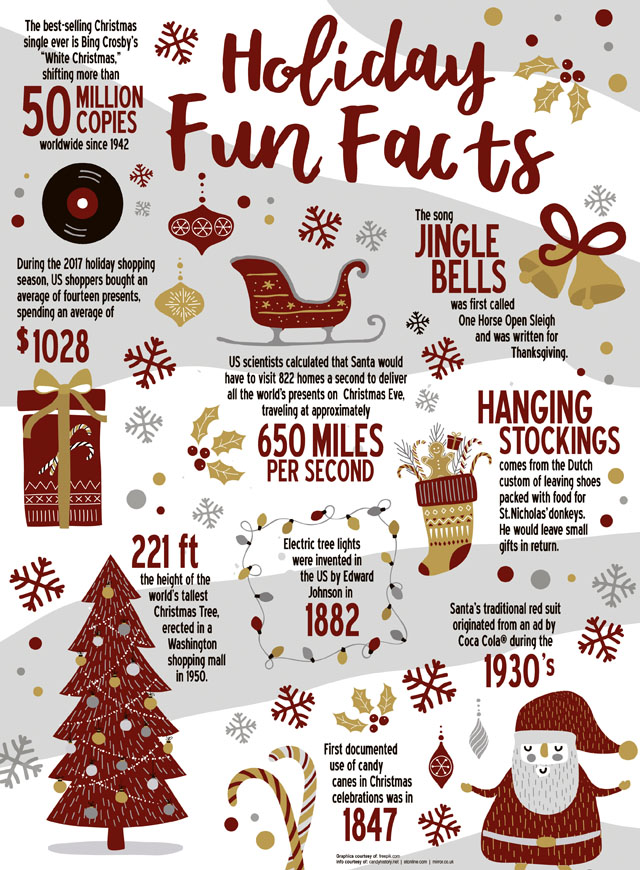 Holiday
Fun Facts
The best-selling Christmas
single ever is Bing Crosby's
"White Christmas,"
shifting more than
50 MILLION
COPIES
worldwide since 1942
During the 2017 holiday shopping
season, US shoppers bought an
average of fourteen presents,
spending an average of
$1028
The song
JINGLE
BELLS
was first called
One Horse Open Sleigh
and was written for
Thanksgiving.
US scientists calculated that Santa would
have to visit 822 homes a second to deliver
all the world's presents on Christmas Eve,
traveling at approximately
650 MILES
PER SECOND
HANGING
STOCKINGS
comes from the Dutch
custom of leaving shoes
packed with food for
St.Nicholas' donkeys.
He would leave small
gifts in return.
221 ft
the height of the
world's tallest
Christmas Tree,
erected in a
Washington
shopping mall
in 1950.
Electric tree lights
were invented in
the US by Edward
Johnson in
1882
Santa's traditional red suit
originated from an ad by
Coca Cola® during the
1930's
First documented
use of candy
canes in Christmas
celebrations was in
1847
Graphics courtesy of: freepik.com
Info courtesy of: candyhistory.net | mirror.co.uk